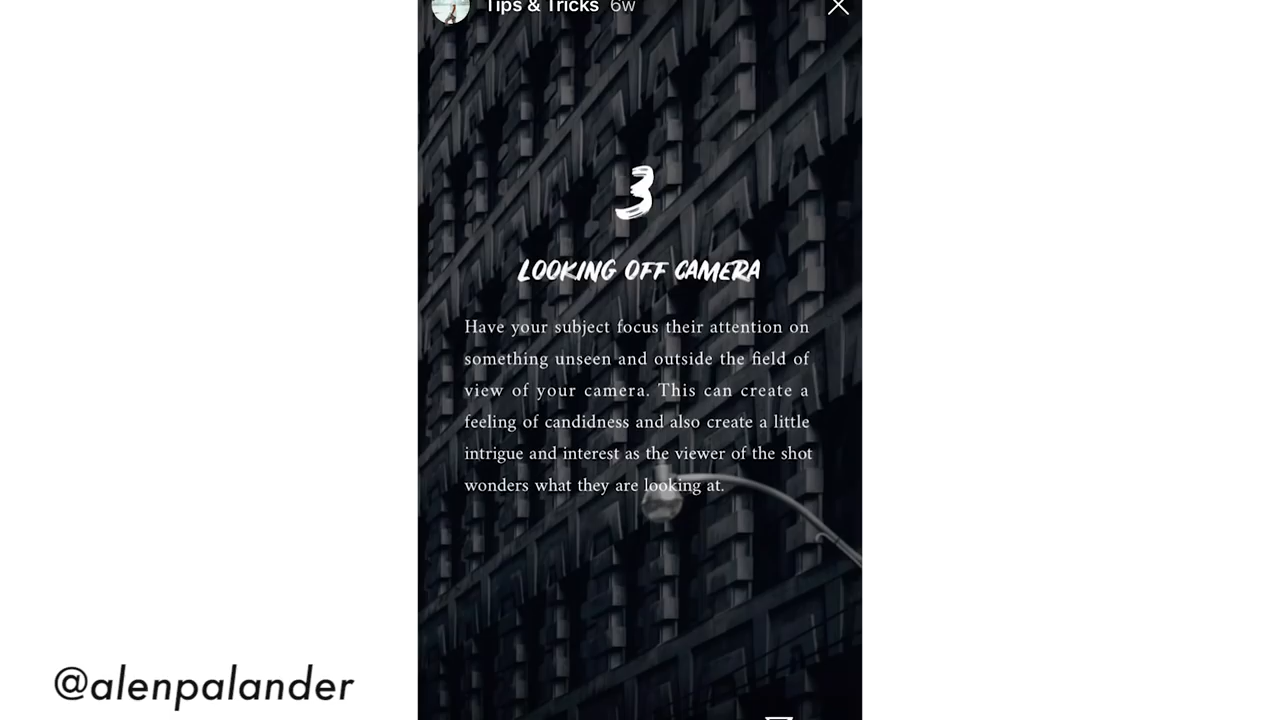 Tips & Tricks 6w
3
LOOKING OFF CAMERA
Have your subject focus their attention on
something unseen and outside the field of
view of your camera. This can create a
feeling of candidness and also create a little
intrigue and interest as the viewer of the shot
wonders what they are looking at.
@alenpalander